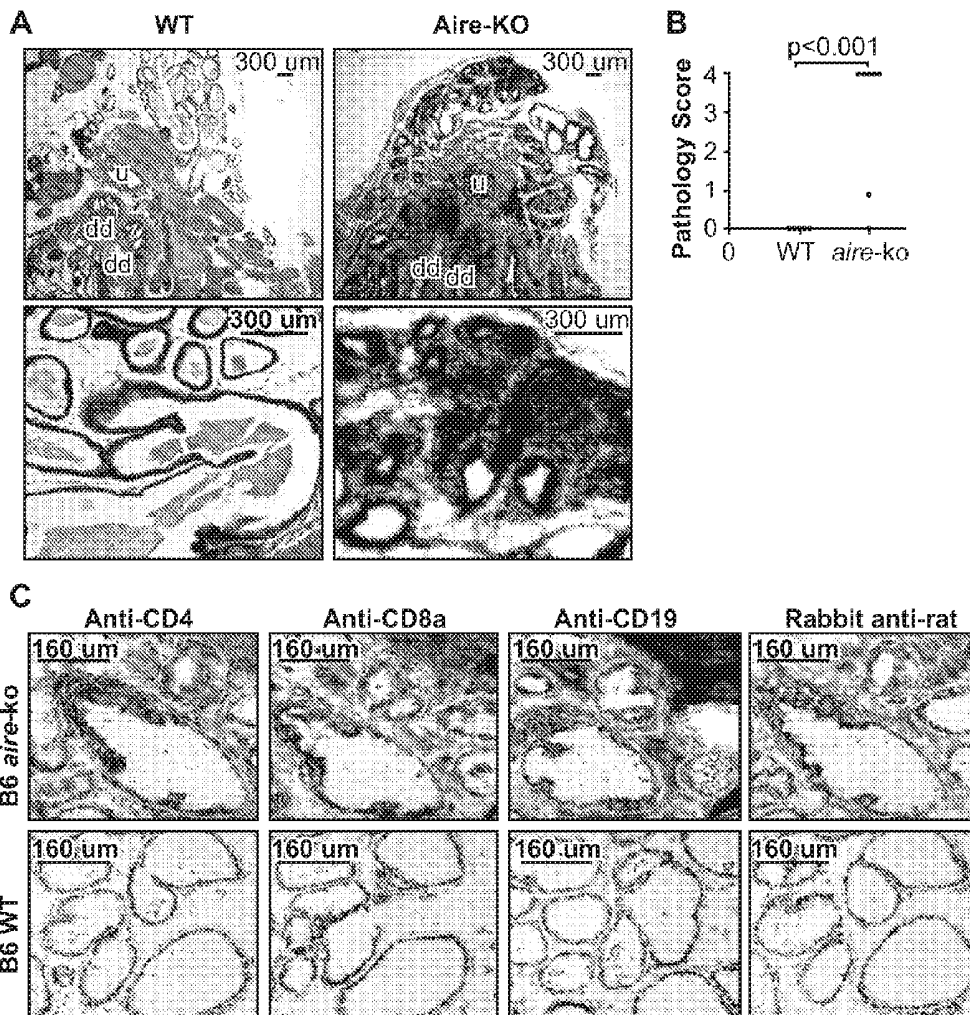 A
WT
Aire-KO
300 um
u
dd
dd
300 um
u
dd
dd
300 um
300 um
B
p<0.001
Pathology Score
4
3
2
1
0
0
WT
aire-ko
C
Anti-CD4
Anti-CD8a
Anti-CD19
Rabbit anti-rat
B6 aire-ko
160 um
160 um
160 um
160 um
B6 WT
160 um
160 um
160 um
160 um